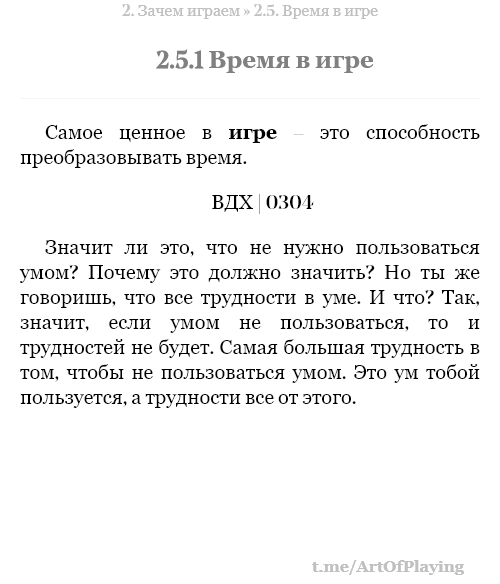 2. Зачем играем » 2.5. Время в игре
2.5.1 Время в игре
Самое ценное в игре – это способность
преобразовывать время.
ВДХ | 0304
Значит ли это, что не нужно пользоваться
умом? Почему это должно значить? Но ты же
говоришь, что все трудности в уме. И что? Так,
значит, если умом не пользоваться, то и
трудностей не будет. Самая большая трудность в
том, чтобы не пользоваться умом. Это ум тобой
пользуется, а трудности все от этого.
t.me/ArtOfPlaying